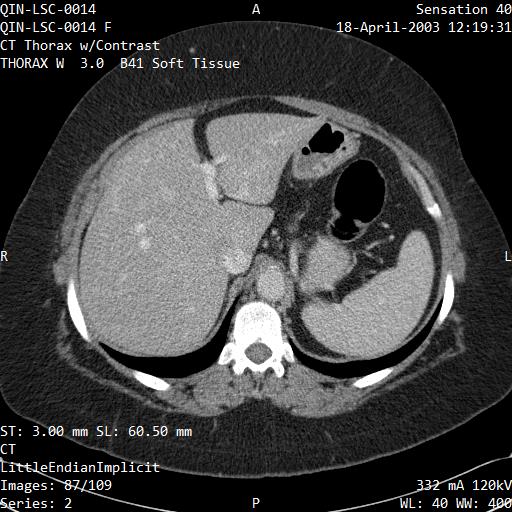 QIN-LSC-0014
A
Sensation 40
QIN-LSC-0014 F
18-April-2003 12:19:31
CT Thorax w/Contrast
THORAX W 3.0 B41 Soft Tissue
R
L
ST: 3.00 mm SL: 60.50 mm
CT
LittleEndianImplicit
Images: 87/109
332 mA 120kV
Series: 2
P
WL: 40 WW: 400